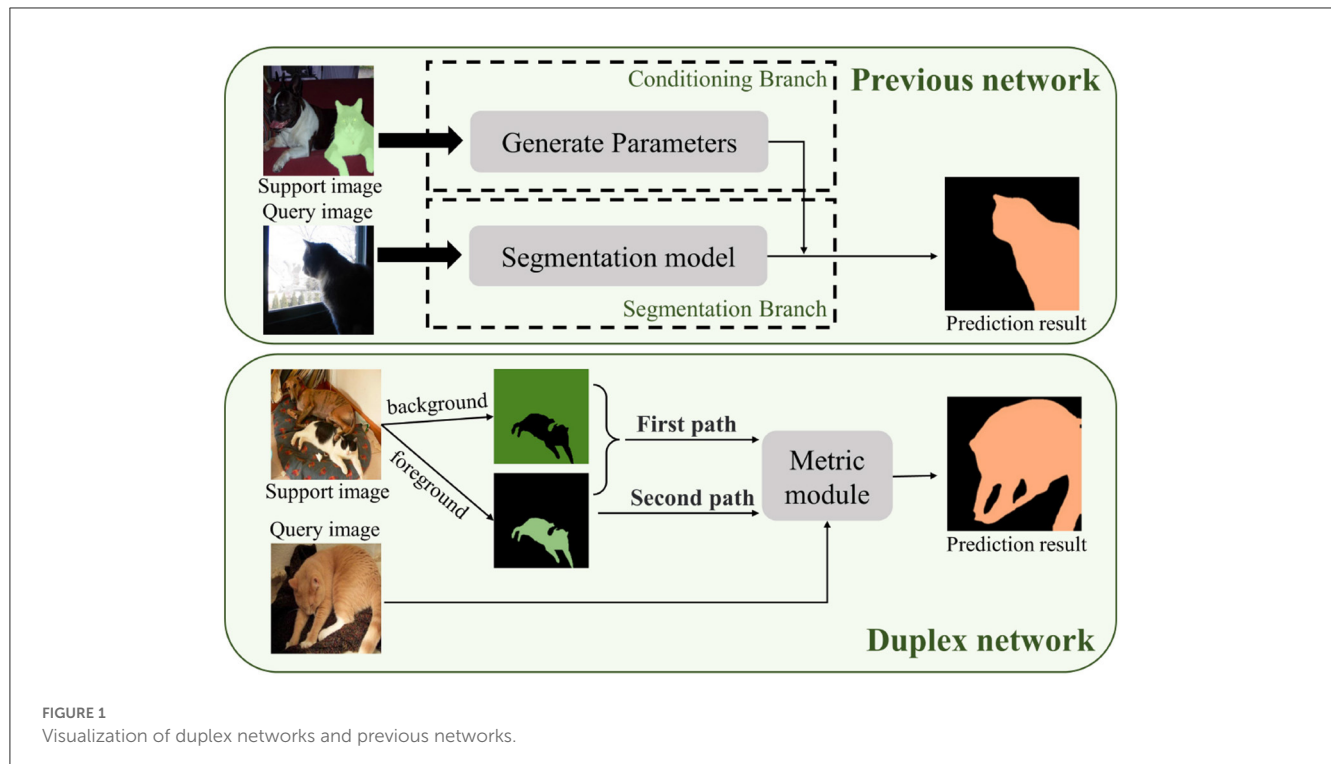 Conditioning Branch
Previous network
Generate Parameters
Support image
Query image
Segmentation model
Segmentation Branch
Prediction result
background
foreground
First path
Second path
Metric
module
Support image
Query image
Prediction result
Duplex network
FIGURE 1
Visualization of duplex networks and previous networks.